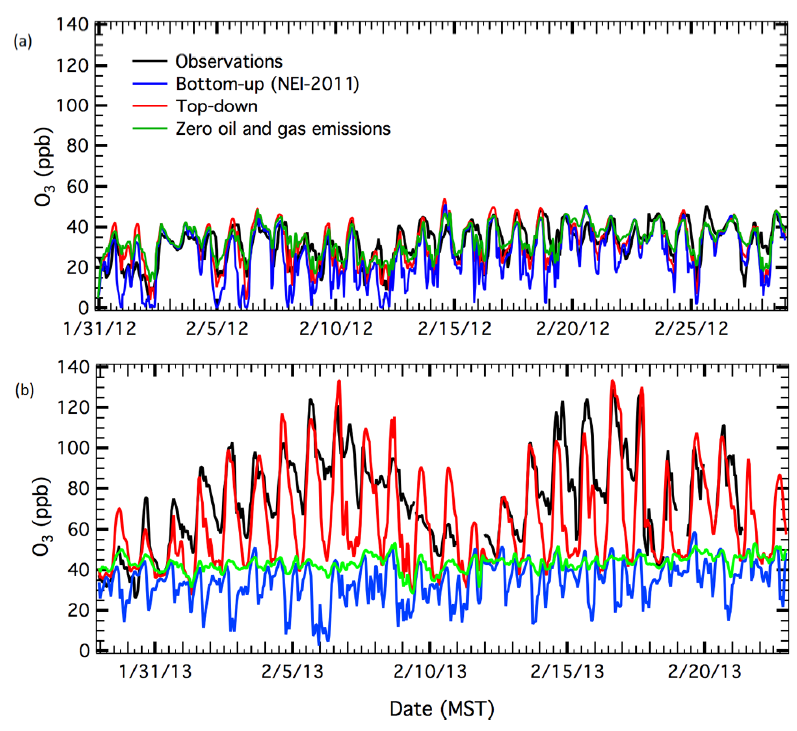 (a)
O3 (ppb)
140
120
100
80
60
40
20
0
Observations
Bottom-up (NEI-2011)
Top-down
Zero oil and gas emissions
1/31/12 2/5/12 2/10/12 2/15/12 2/20/12 2/25/12
(b)
O3 (ppb)
140
120
100
80
60
40
20
0
1/31/13 2/5/13 2/10/13 2/15/13 2/20/13
Date (MST)